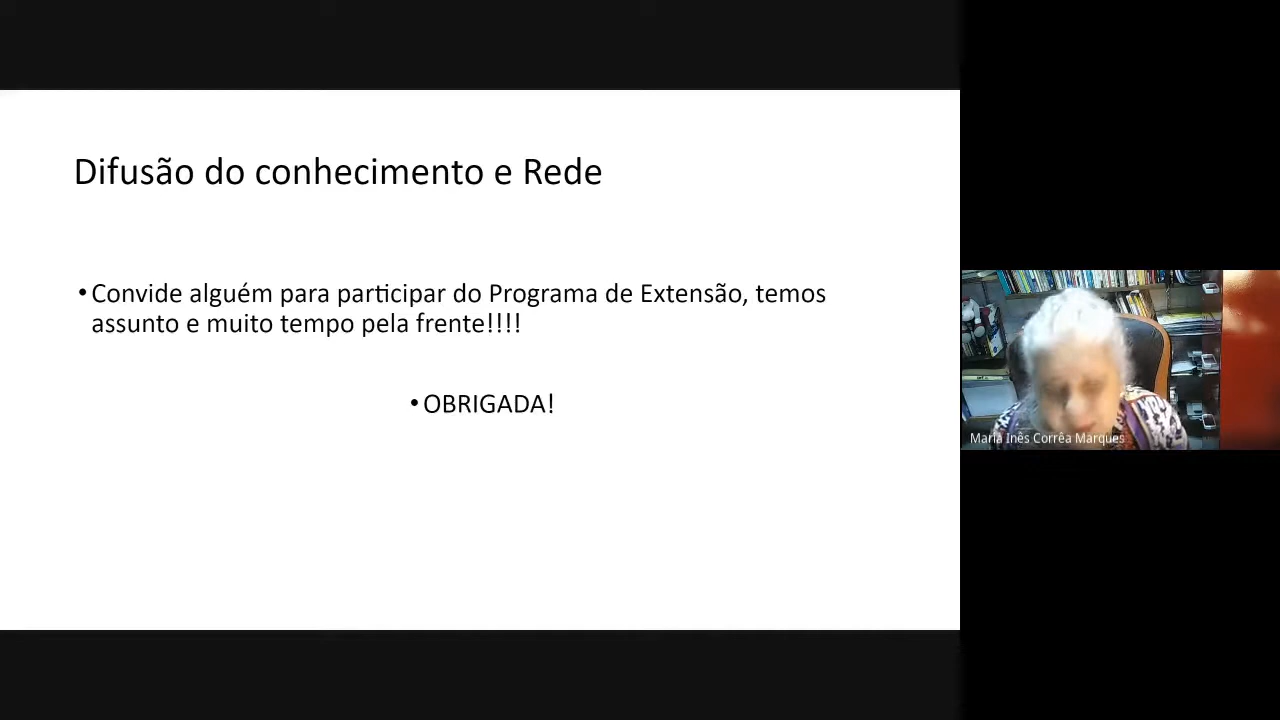 Difusão do conhecimento e Rede
•Convide alguém para participar do Programa de Extensão, temos
assunto e muito tempo pela frente!!!!
•OBRIGADA!
Maria Inês Corrêa Marques